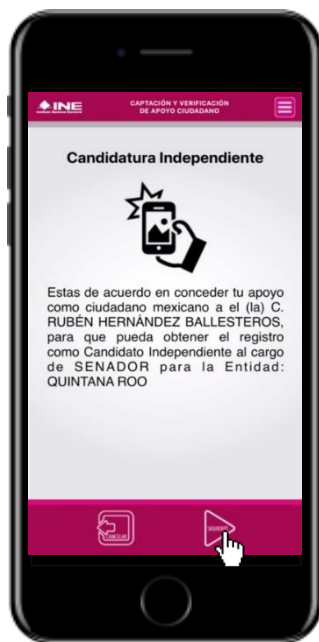 INE
CAPTACIÓN Y VERIFICACIÓN
DE APOYO CIUDADANO
Candidatura Independiente
Estas de acuerdo en conceder tu apoyo
como ciudadano mexicano a el (la) C.
RUBÉN HERNÁNDEZ BALLESTEROS,
para que pueda obtener el registro
como Candidato Independiente al cargo
de SENADOR para la Entidad:
QUINTANA ROO
CANCELAR
SIGUIENTE